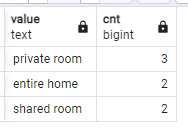 value cnt
text bigint
private room 3
entire home 2
shared room 2